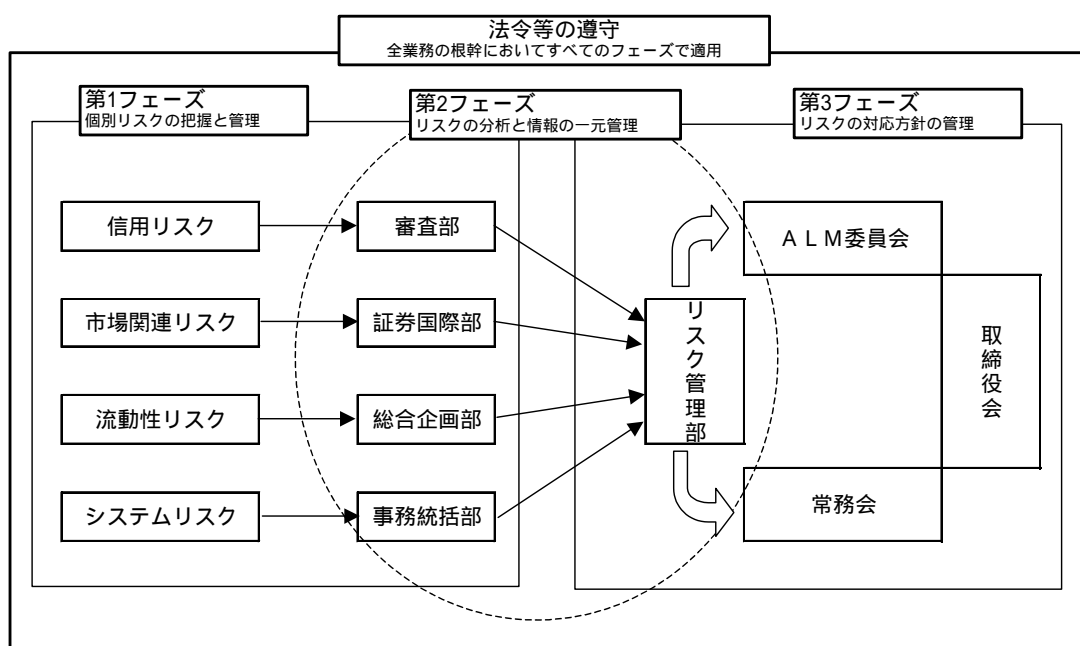 法令等の遵守
全業務の根幹においてすべてのフェーズで適用
第1フェーズ
個別リスクの把握と管理
第2フェーズ
リスクの分析と情報の一元管理
第3フェーズ
リスクの対応方針の管理
信用リスク
審査部
ＡＬＭ委員会
市場関連リスク
証券国際部
リスク管理部
取締役会
流動性リスク
総合企画部
システムリスク
事務統括部
常務会